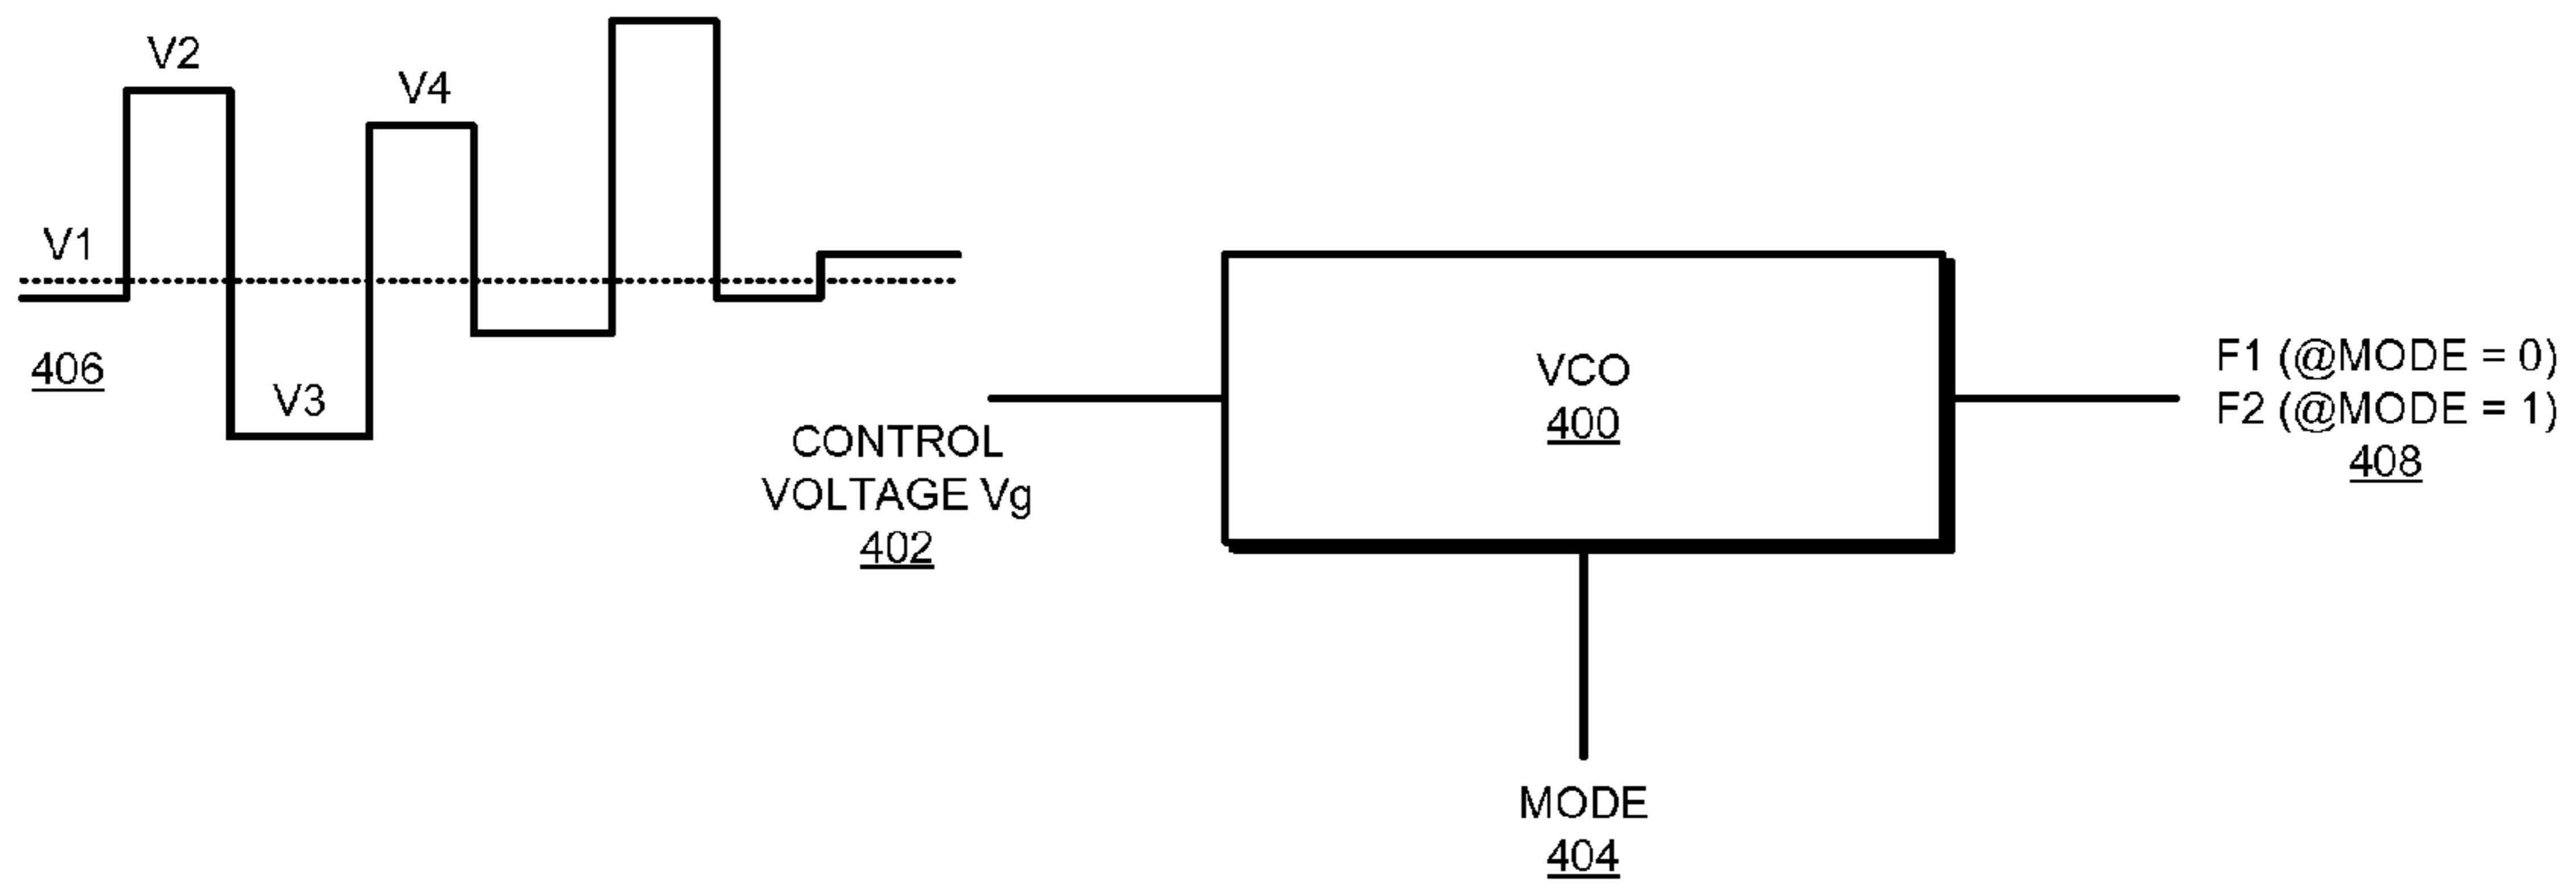 V2
V4
V1
406
V3
CONTROL
VOLTAGE Vg
402
VCO
400
F1 (@MODE = 0)
F2 (@MODE = 1)
408
MODE
404